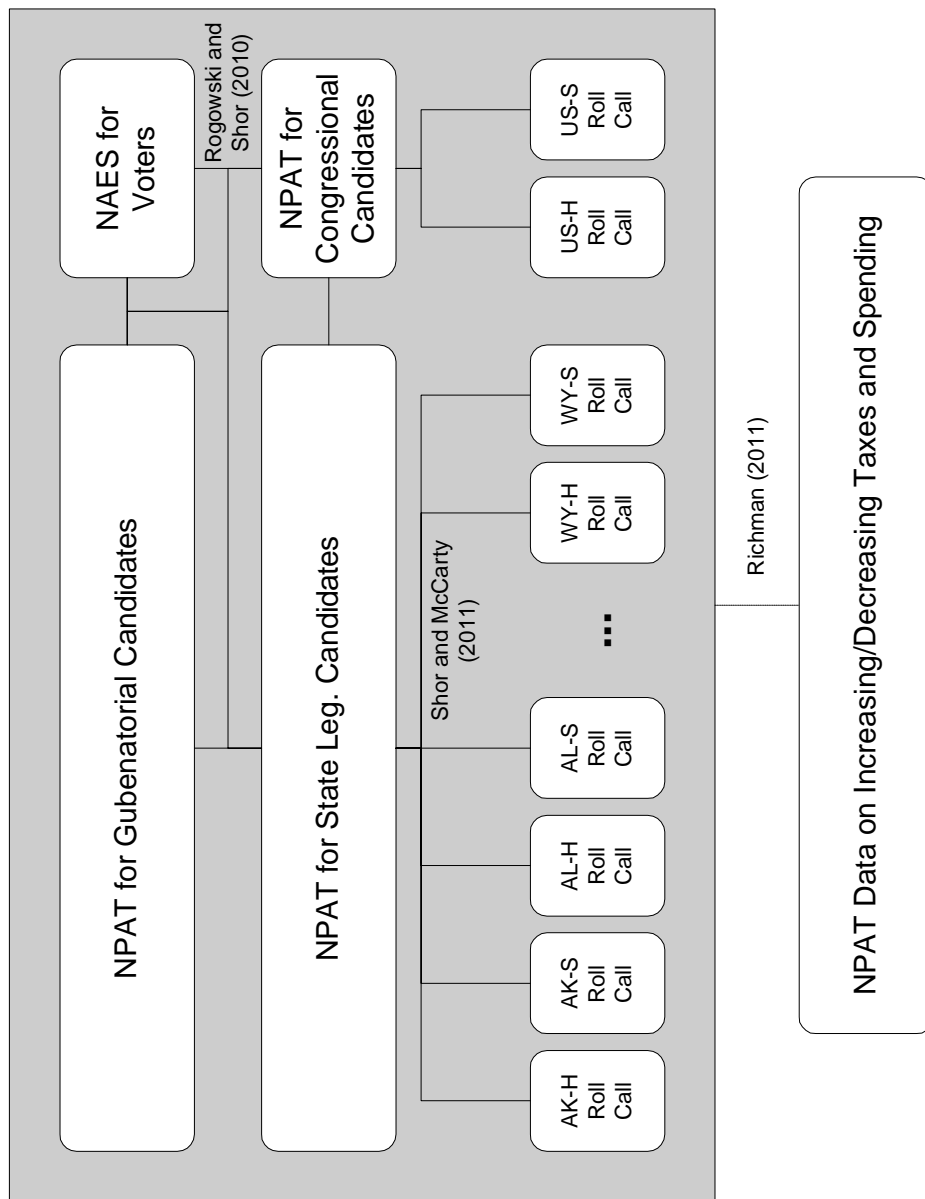 NPAT for Gubenatorial Candidates
NAES for
Voters
Rogowski and
Shor (2010)
NPAT for State Leg. Candidates
NPAT for
Congressional
Candidates
Shor and McCarty
(2011)
AK-H
Roll
Call
AK-S
Roll
Call
AL-H
Roll
Call
AL-S
Roll
Call
...
WY-H
Roll
Call
WY-S
Roll
Call
US-H
Roll
Call
US-S
Roll
Call
Richman (2011)
NPAT Data on Increasing/Decreasing Taxes and Spending